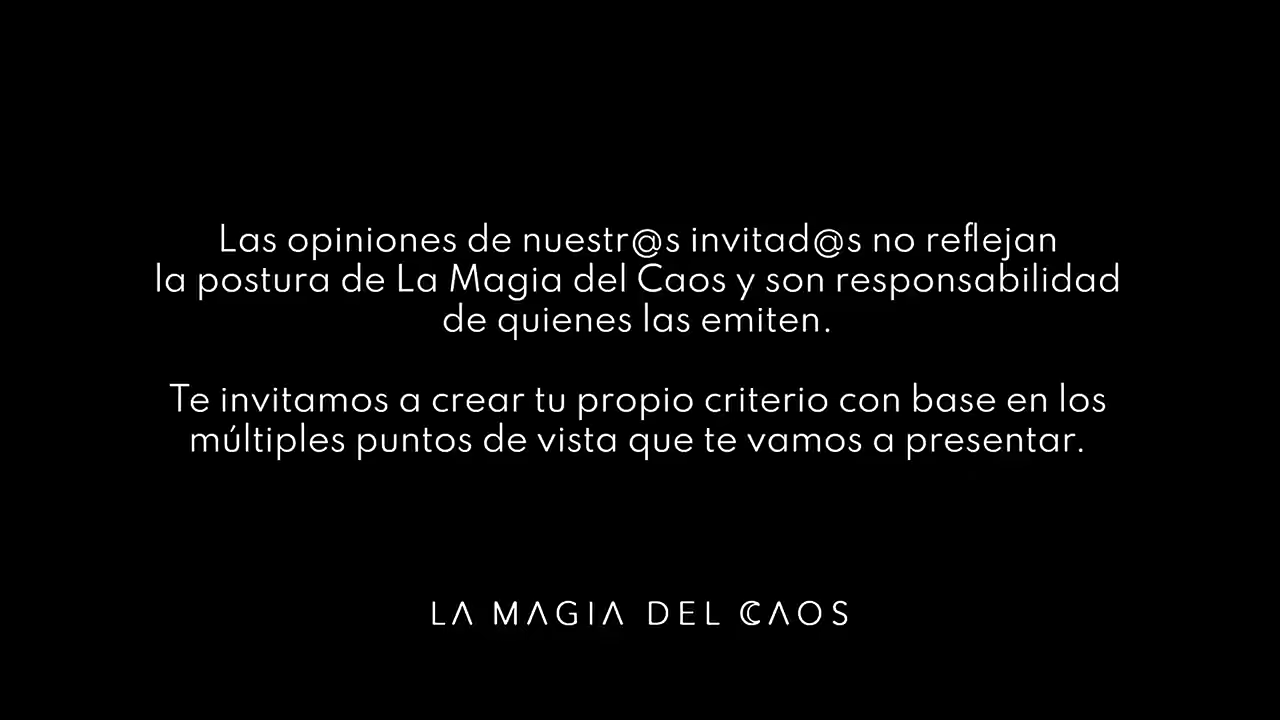 Las opiniones de nuestr@s invitad@s no reflejan
la postura de La Magia del Caos y son responsabilidad
de quienes las emiten.
Te invitamos a crear tu propio criterio con base en los
múltiples puntos de vista que te vamos a presentar.
LA MAGIA DEL CAOS